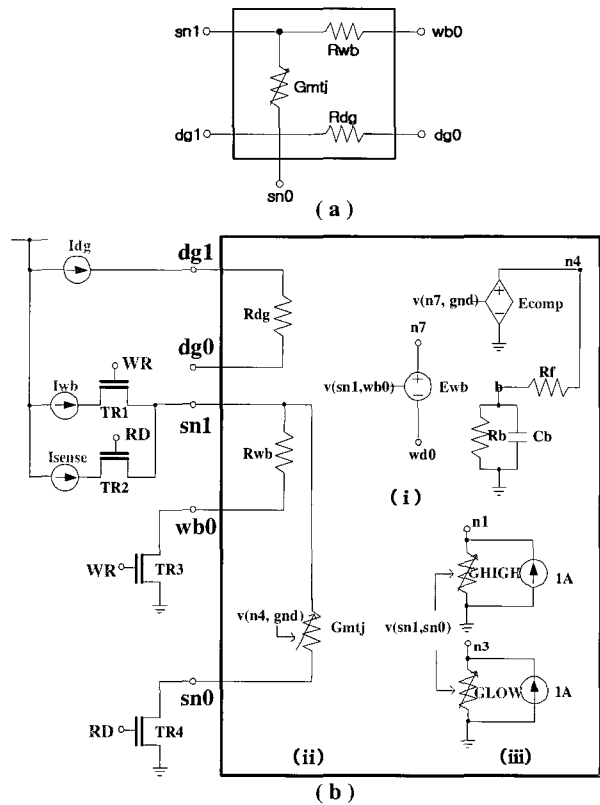 sn1
Rwb
wb0
Gmtj
Rdg
dg1
dg0
sn0
( a )
Idg
dg1
n4
v(n7, gnd)
Ecomp
Rdg
n7
dg0
WR
Rf
b
v(sn1,wb0)
Ewb
Iwb
TR1
sn1
RD
Rb
Cb
Isense
Rwb
wd0
TR2
(i)
wb0
n1
WR
TR3
GHIGH
1A
v(n4, gnd)
Gmtj
v(sn1,sn0)
n3
sn0
GLOW
1A
RD
TR4
(ii)
(iii)
( b )